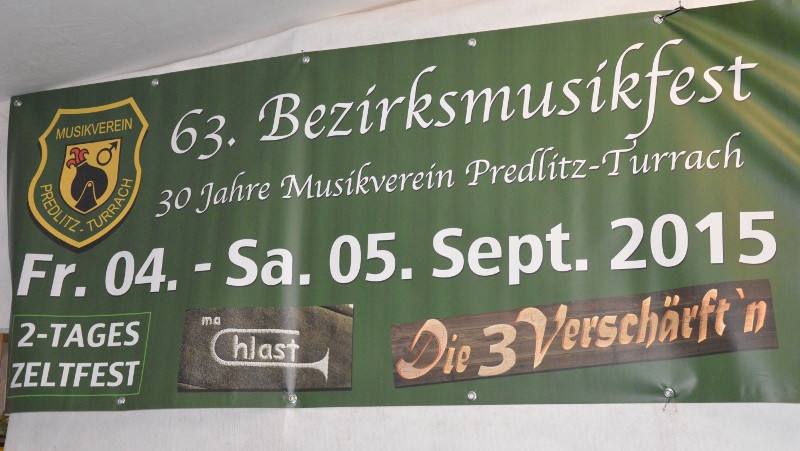 MUSIKVEREIN
PREDLITZ-TURRACH
63. Bezirksmusikfest
30 Jahre Musikverein Predlitz-Turrach
Fr. 04. - Sa. 05. Sept. 2015
2-TAGES
ZELTFEST
ma
hlast
Die 3 Verschärft`n